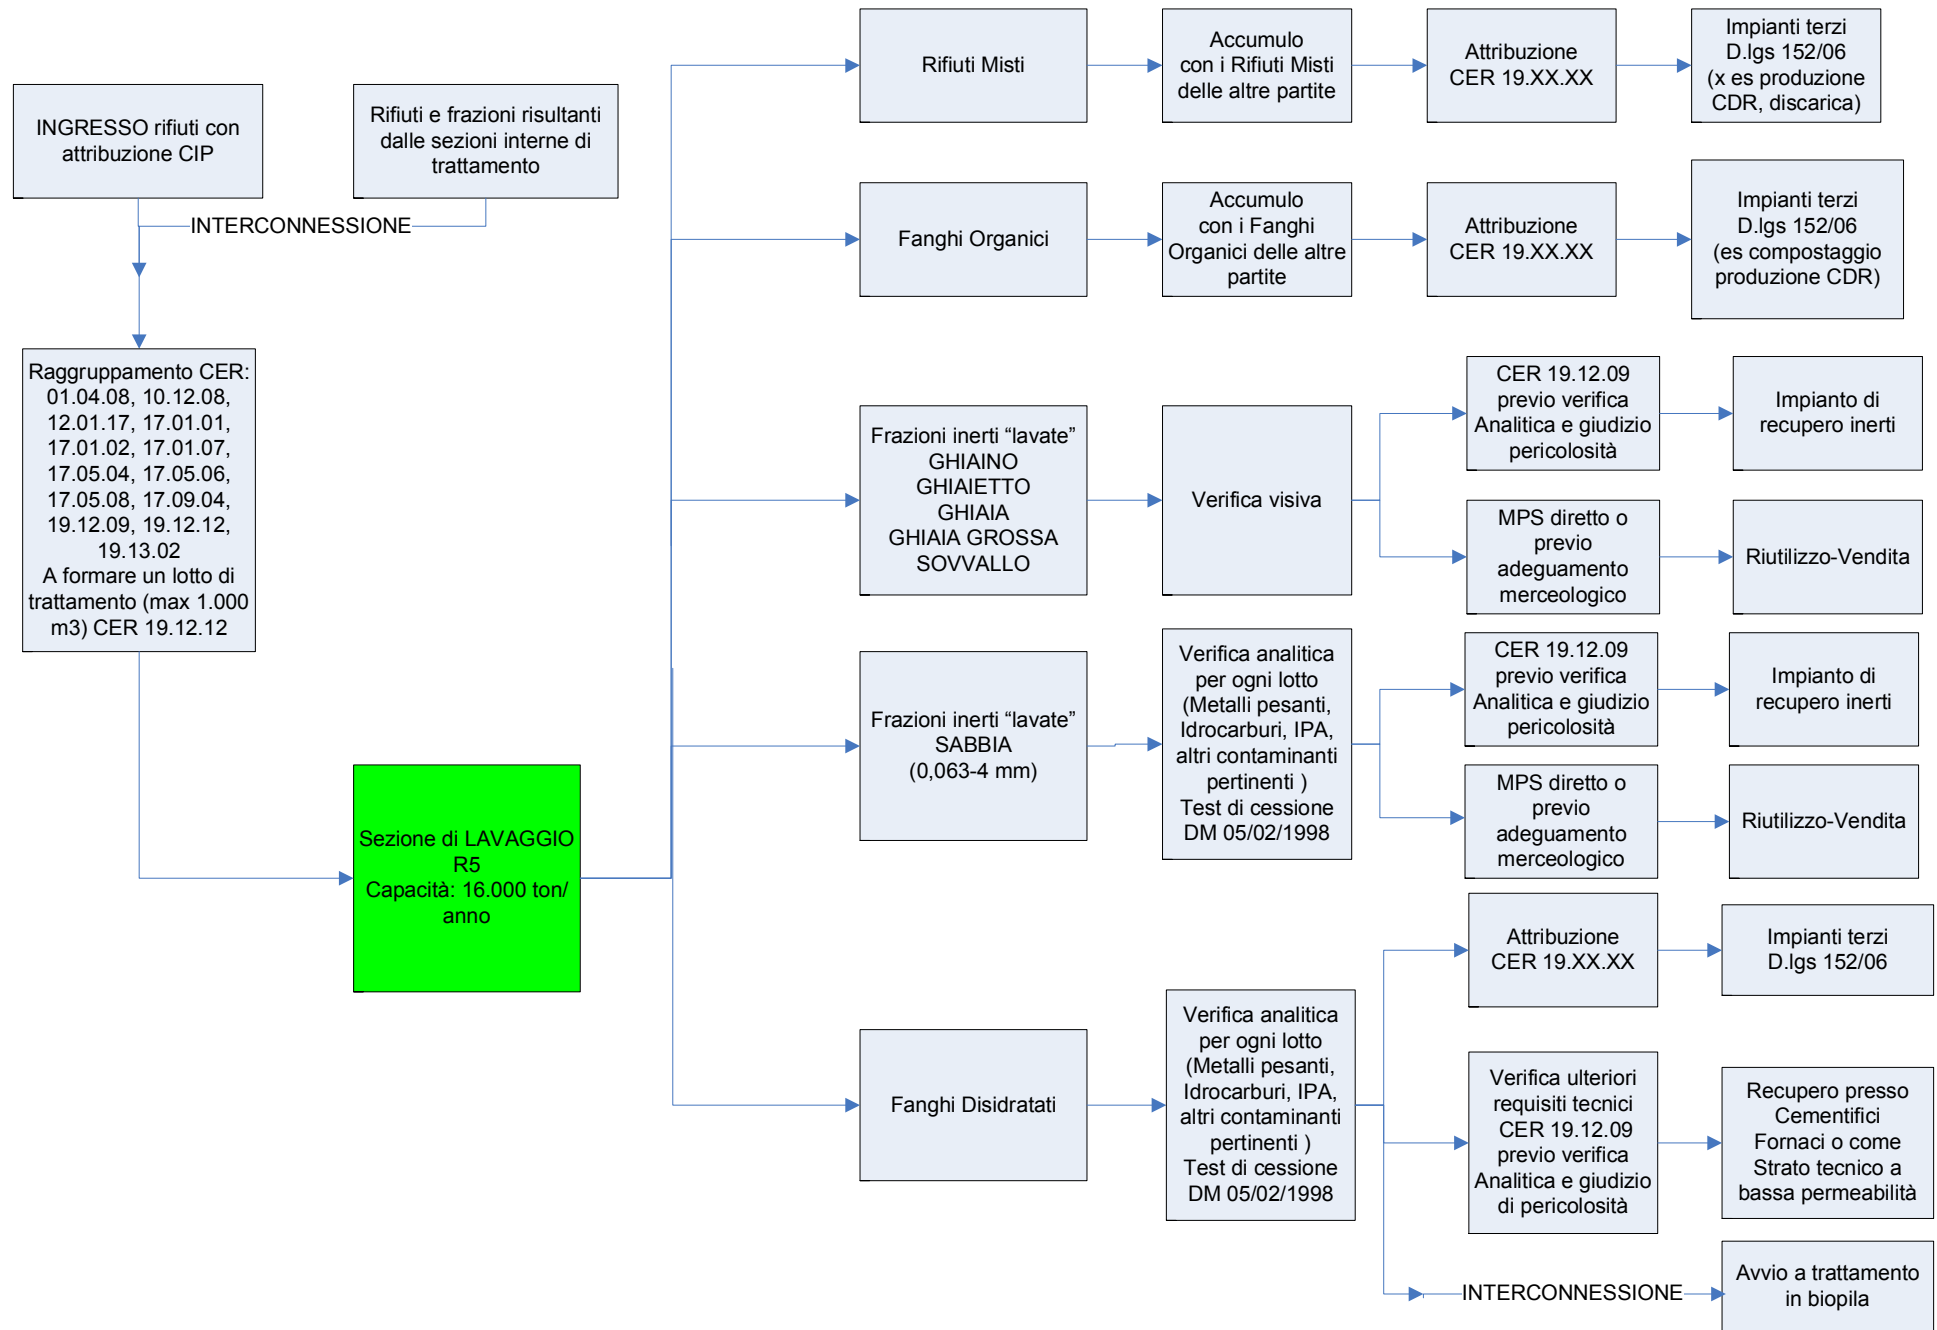 INGRESSO rifiuti con
attribuzione CIP
Rifiuti e frazioni risultanti
dalle sezioni interne di
trattamento
INTERCONNESSIONE
Raggruppamento CER:
01.04.08, 10.12.08,
12.01.17, 17.01.01,
17.01.02, 17.01.07,
17.05.04, 17.05.06,
17.05.08, 17.09.04,
19.12.09, 19.12.12,
19.13.02
A formare un lotto di
trattamento (max 1.000
m3) CER 19.12.12
Sezione di LAVAGGIO
R5
Capacità: 16.000 ton/
anno
Rifiuti Misti
Accumulo
con i Rifiuti Misti
delle altre partite
Attribuzione
CER 19.XX.XX
Impianti terzi
D.lgs 152/06
(x es produzione
CDR, discarica)
Fanghi Organici
Accumulo
con i Fanghi
Organici delle altre
partite
Attribuzione
CER 19.XX.XX
Impianti terzi
D.lgs 152/06
(es compostaggio
produzione CDR)
Frazioni inerti “lavate”
GHIAINO
GHIAIETTO
GHIAIA
GHIAIA GROSSA
SOVVALLO
Verifica visiva
CER 19.12.09
previo verifica
Analitica e giudizio
pericolosità
Impianto di
recupero inerti
MPS diretto o
previo
adeguamento
merceologico
Riutilizzo-Vendita
Frazioni inerti “lavate”
SABBIA
(0,063-4 mm)
Verifica analitica
per ogni lotto
(Metalli pesanti,
Idrocarburi, IPA,
altri contaminanti
pertinenti )
Test di cessione
DM 05/02/1998
CER 19.12.09
previo verifica
Analitica e giudizio
pericolosità
Impianto di
recupero inerti
MPS diretto o
previo
adeguamento
merceologico
Riutilizzo-Vendita
Fanghi Disidratati
Verifica analitica
per ogni lotto
(Metalli pesanti,
Idrocarburi, IPA,
altri contaminanti
pertinenti )
Test di cessione
DM 05/02/1998
Attribuzione
CER 19.XX.XX
Impianti terzi
D.lgs 152/06
Verifica ulteriori
requisiti tecnici
CER 19.12.09
previo verifica
Analitica e giudizio
di pericolosità
Recupero presso
Cementifici
Fornaci o come
Strato tecnico a
bassa permeabilità
INTERCONNESSIONE
Avvio a trattamento
in biopila